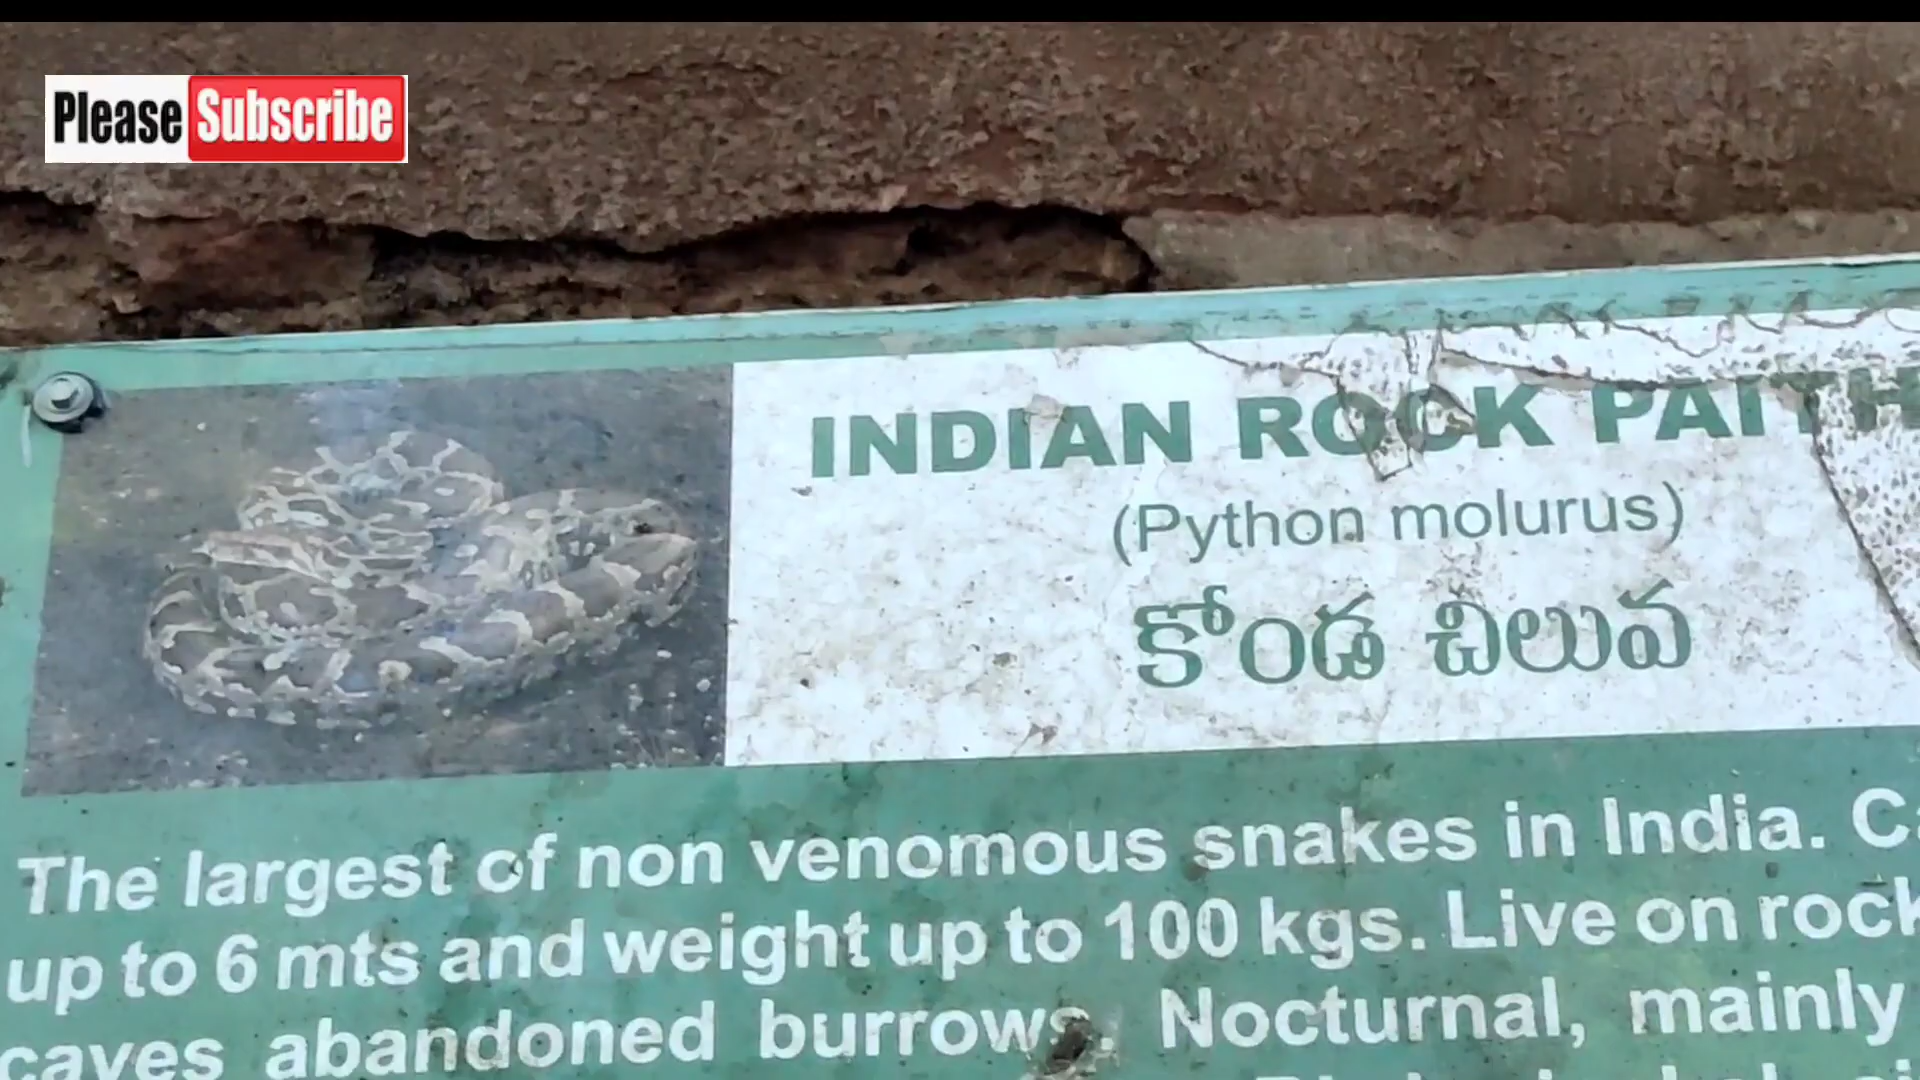 Please Subscribe
INDIAN ROCK PAITH
(Python molurus)
కోండ చిలువ
The largest of non venomous snakes in India.
up to 6 mts and weight up to 100 kgs. Live on rock
caves abandoned burrows. Nocturnal, mainly